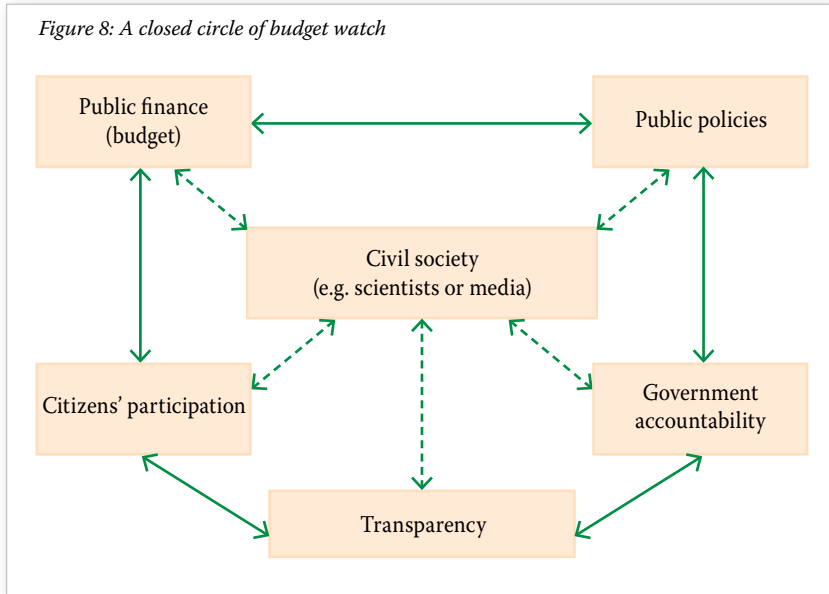 Figure 8: A closed circle of budget watch
Public finance
(budget)
Public policies
Civil society
(e.g. scientists or media)
Citizens’ participation
Government
accountability
Transparency